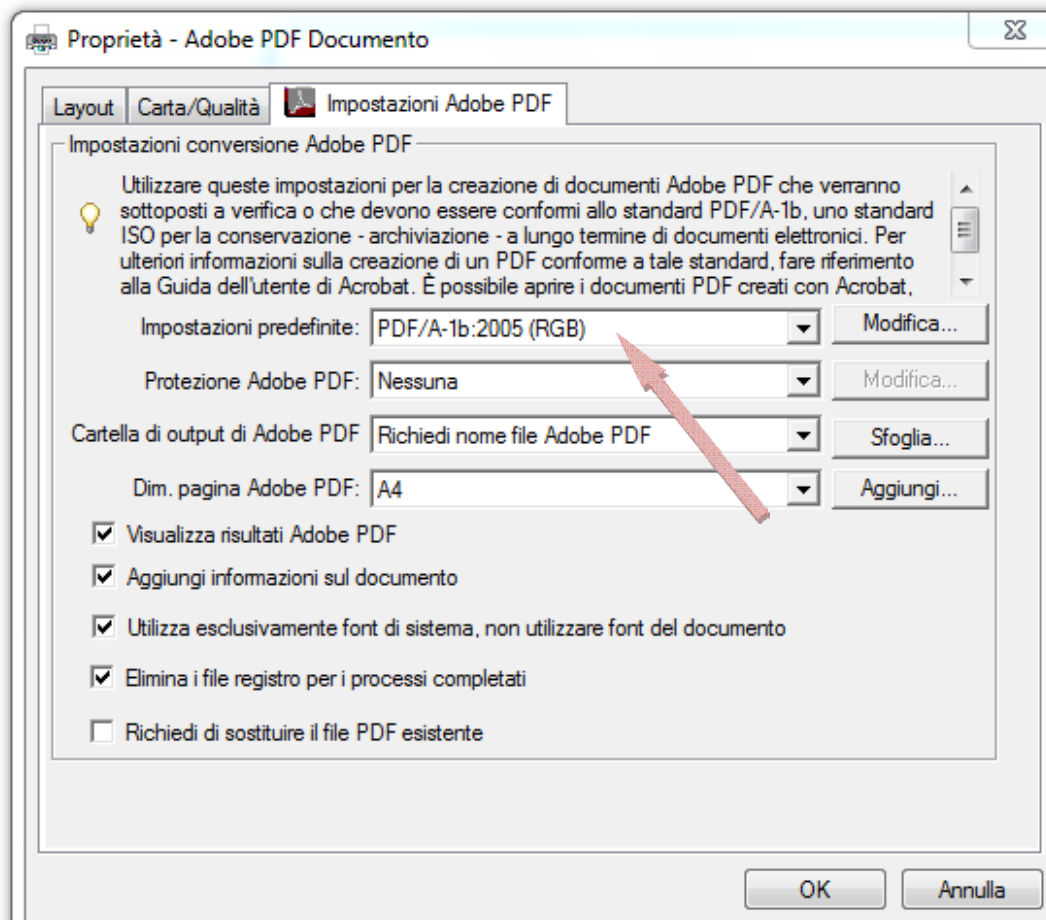 Proprietà - Adobe PDF Documento
Layout Carta/Qualità Impostazioni Adobe PDF
Impostazioni conversione Adobe PDF
Utilizzare queste impostazioni per la creazione di documenti Adobe PDF che verranno
sottoposti a verifica o che devono essere conformi allo standard PDF/A-1b, uno standard
ISO per la conservazione - archiviazione - a lungo termine di documenti elettronici. Per
ulteriori informazioni sulla creazione di un PDF conforme a tale standard, fare riferimento
alla Guida dell'utente di Acrobat. È possibile aprire i documenti PDF creati con Acrobat,
Impostazioni predefinite: PDF/A-1b:2005 (RGB) Modifica...
Protezione Adobe PDF: Nessuna Modifica...
Cartella di output di Adobe PDF Richiedi nome file Adobe PDF Sfoglia...
Dim. pagina Adobe PDF: A4 Aggiungi...
Visualizza risultati Adobe PDF
Aggiungi informazioni sul documento
Utilizza esclusivamente font di sistema, non utilizzare font del documento
Elimina i file registro per i processi completati
Richiedi di sostituire il file PDF esistente
OK Annulla